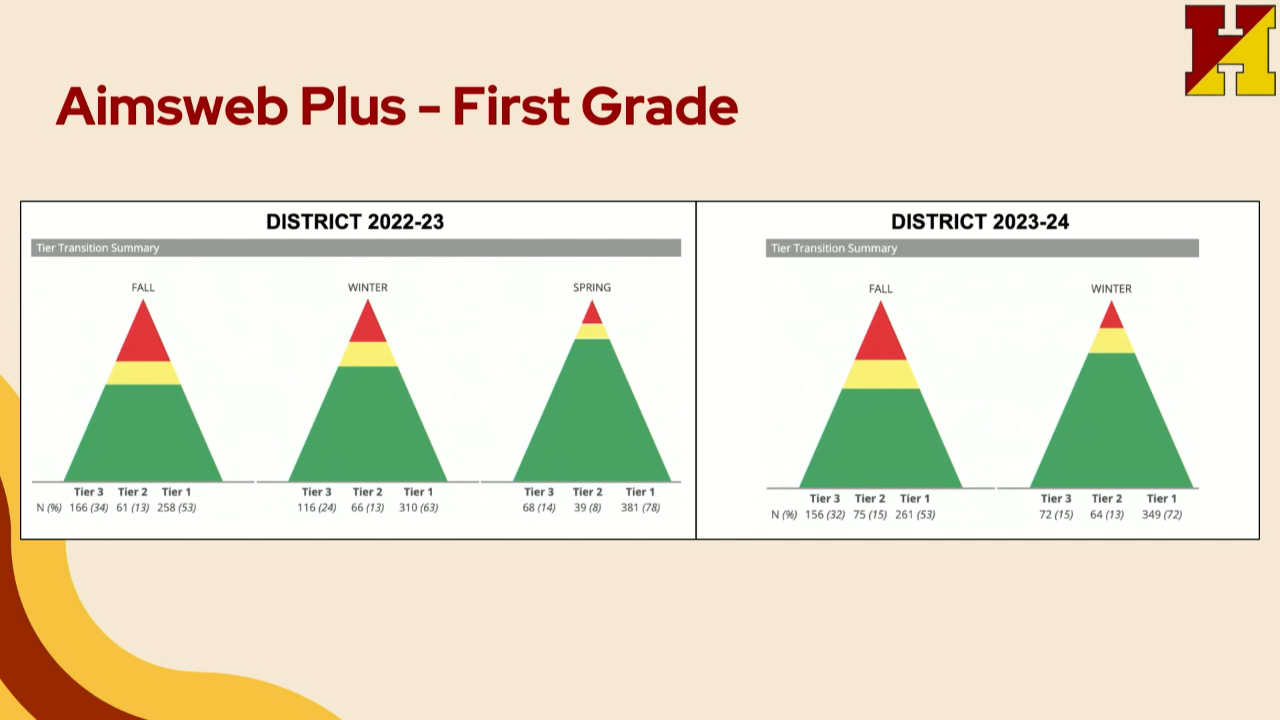 H
Aimsweb Plus – First Grade
DISTRICT 2022-23
Tier Transition Summary
FALL
WINTER
SPRING
Tier 3 Tier 2 Tier 1
N (%) 166 (34) 61 (13) 258 (53)
Tier 3 Tier 2 Tier 1
116 (24) 66 (13) 310 (63)
Tier 3 Tier 2 Tier 1
68 (14) 39 (8) 381 (78)
DISTRICT 2023-24
Tier Transition Summary
FALL
WINTER
Tier 3 Tier 2 Tier 1
N (%) 156 (32) 75 (15) 261 (53)
Tier 3 Tier 2 Tier 1
72 (15) 64 (13) 349 (72)